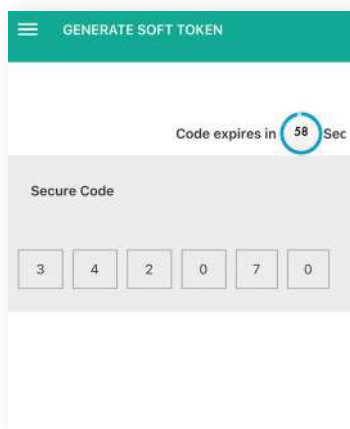 GENERATE SOFT TOKEN
Code expires in 58 Sec
Secure Code
3 4 2 0 7 0